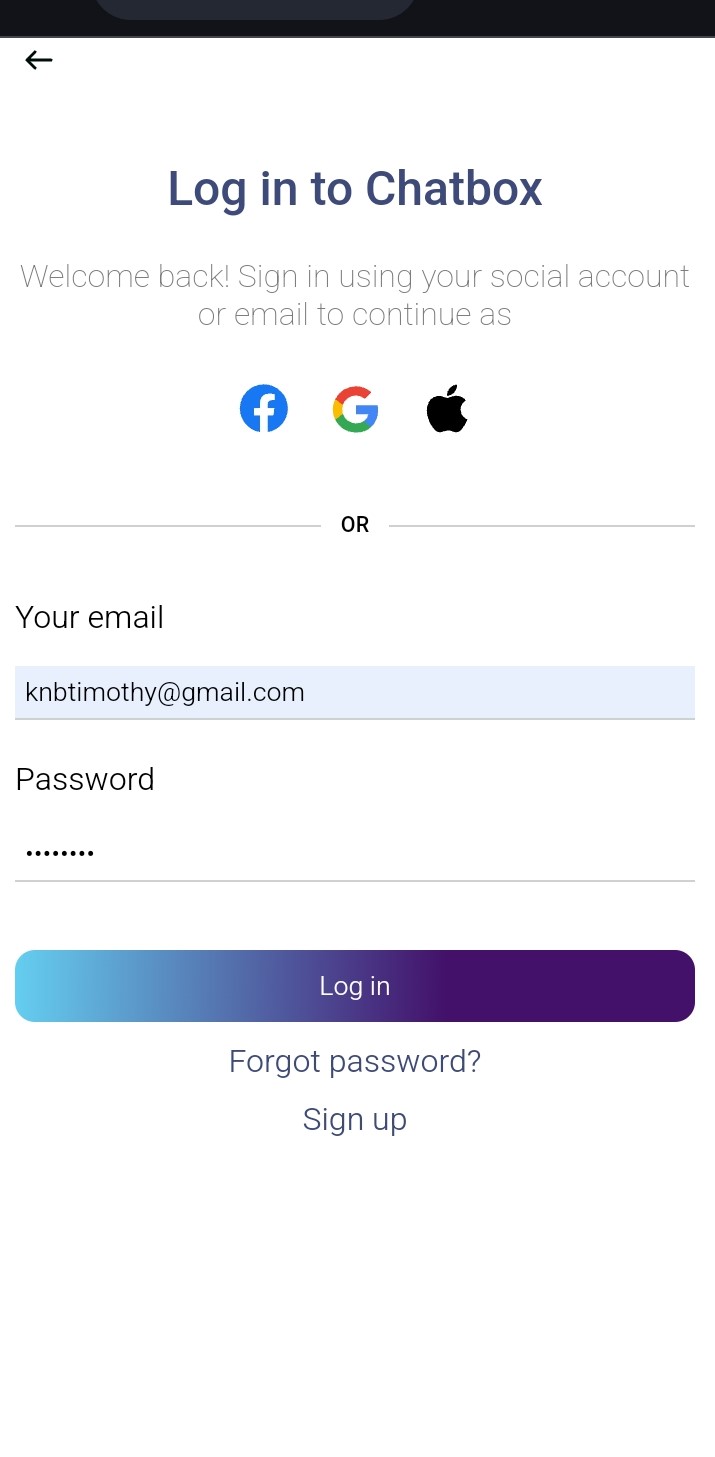 Log in to Chatbox
Welcome back! Sign in using your social account
or email to continue as
OR
Your email
knbtimothy@gmail.com
Password
••••••••
Log in
Forgot password?
Sign up